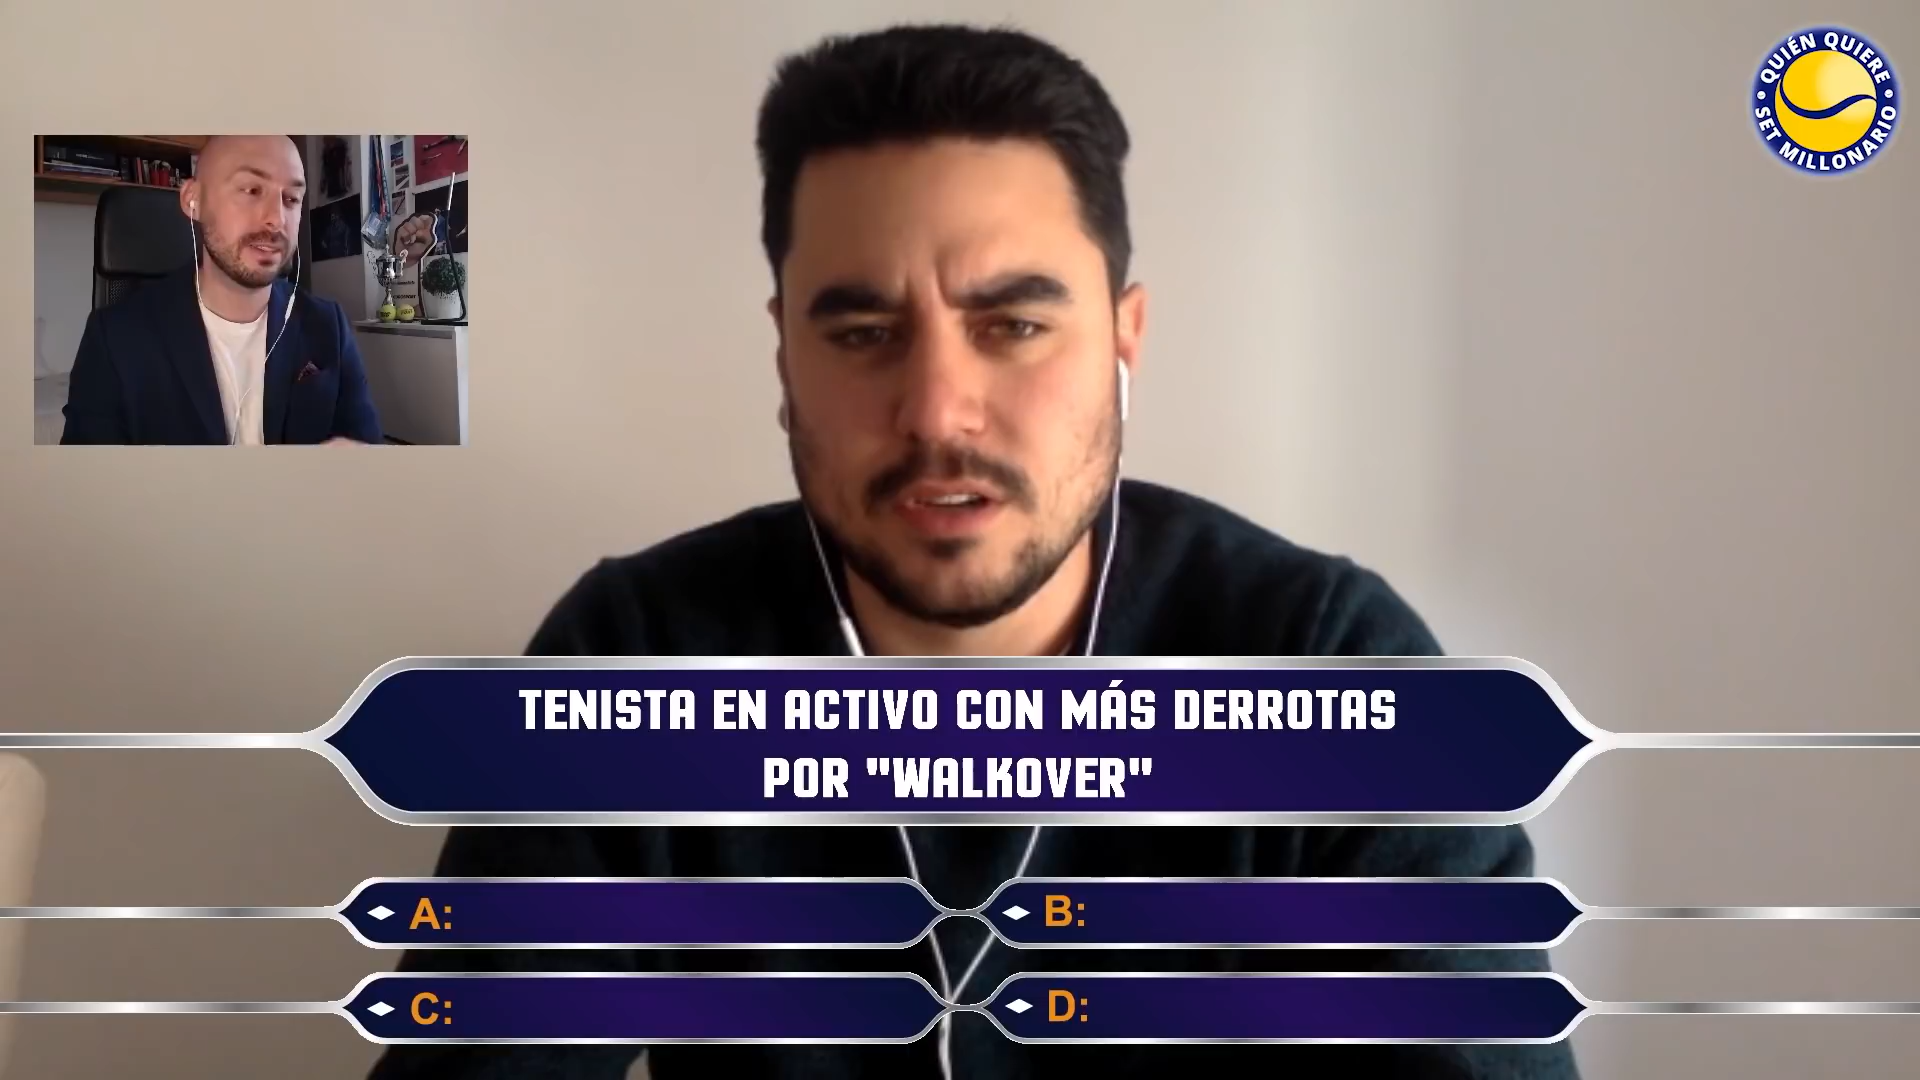 QUIÉN QUIERE
SET MILLONARIO
TENISTA EN ACTIVO CON MÁS DERROTAS
POR "WALKOVER"
A:
B:
C:
D: